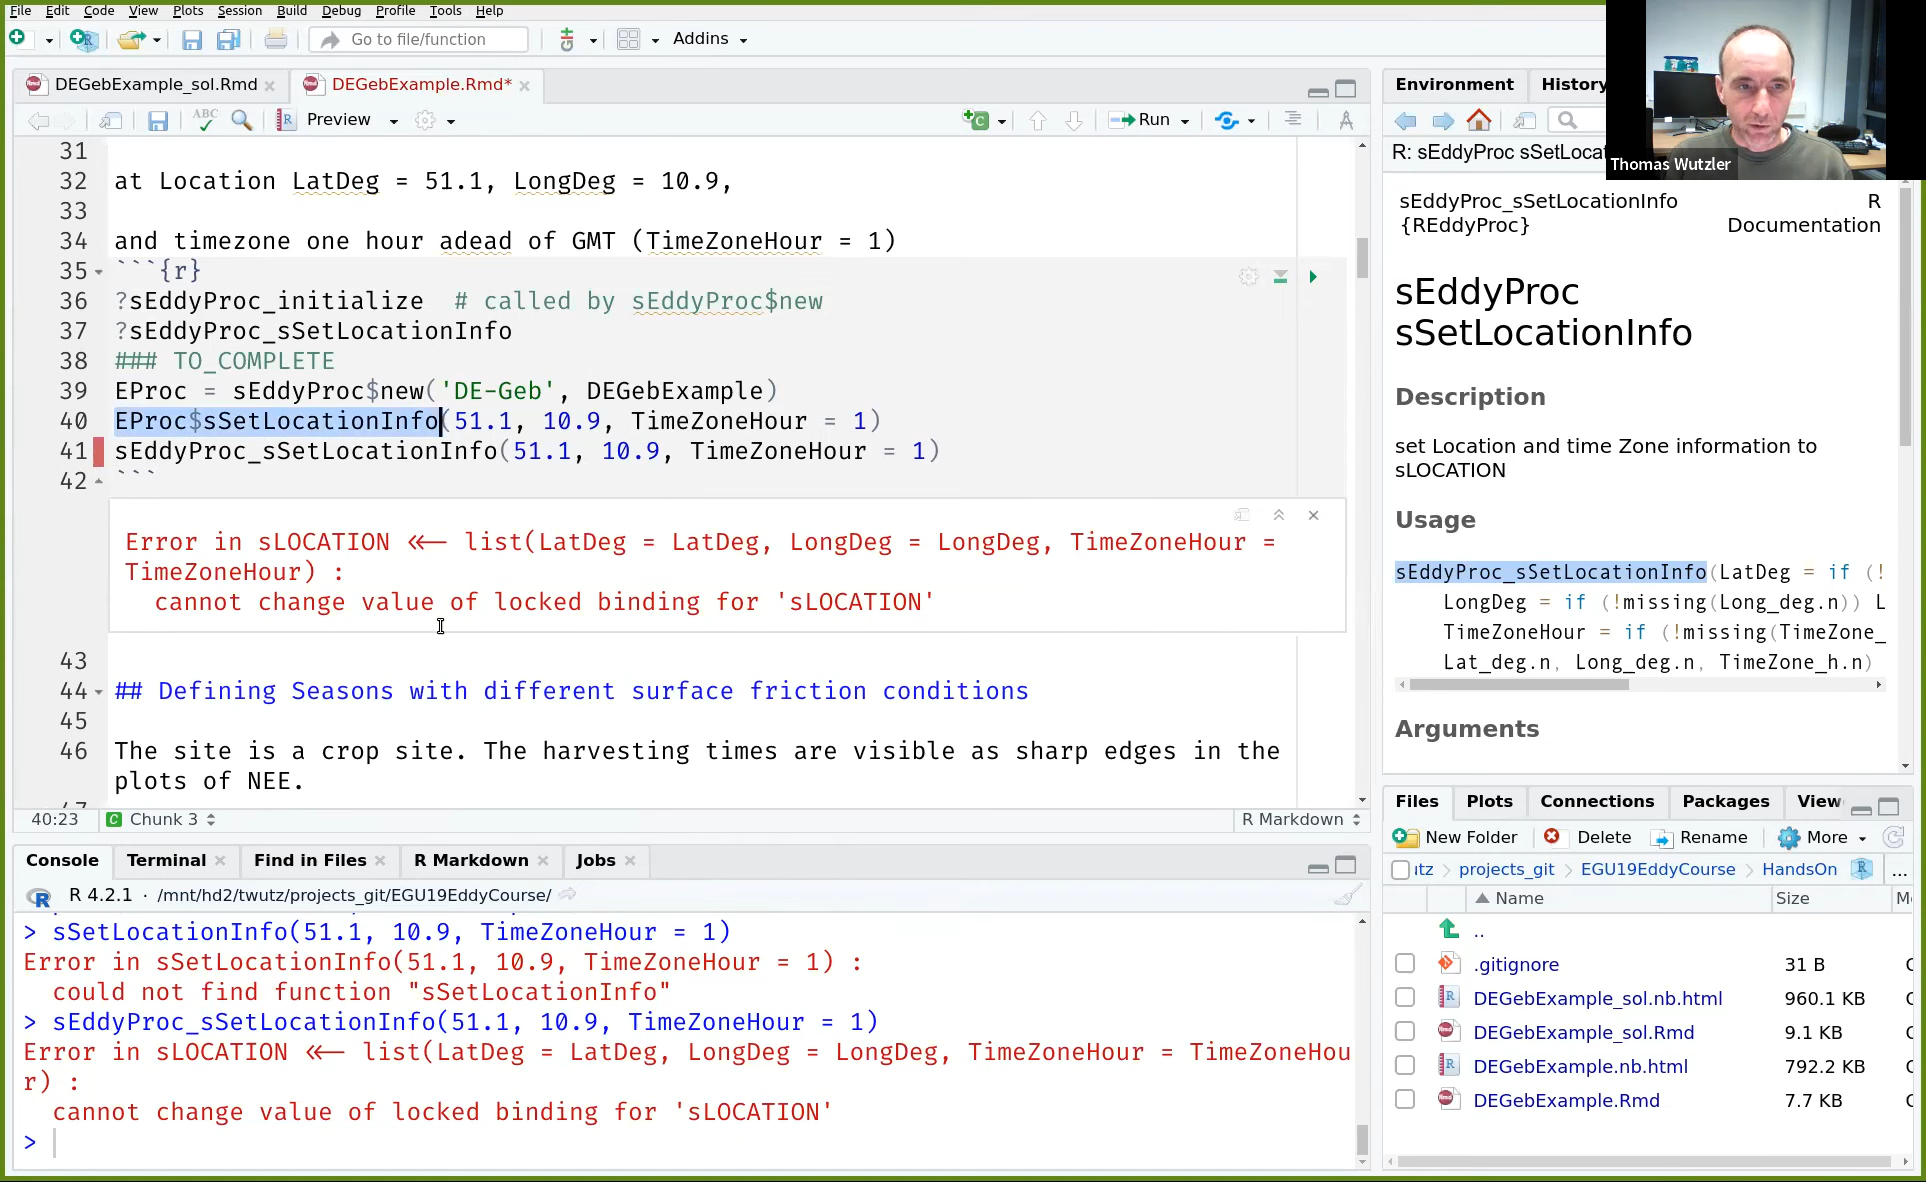 File Edit Code View Plots Session Build Debug Profile Tools Help
Go to file/function Addins
DEGebExample_sol.Rmd DEGebExample.Rmd*
ABC Preview Run
31
32 at Location LatDeg = 51.1, LongDeg = 10.9,
33
34 and timezone one hour adead of GMT (TimeZoneHour = 1)
35 ```{r}
36 ?sEddyProc_initialize # called by sEddyProc$new
37 ?sEddyProc_sSetLocationInfo
38 ### TO_COMPLETE
39 EProc = sEddyProc$new('DE-Geb', DEGebExample)
40 EProc$sSetLocationInfo(51.1, 10.9, TimeZoneHour = 1)
41 sEddyProc_sSetLocationInfo(51.1, 10.9, TimeZoneHour = 1)
42 ```
Error in sLOCATION <<- list(LatDeg = LatDeg, LongDeg = LongDeg, TimeZoneHour =
TimeZoneHour) :
cannot change value of locked binding for 'sLOCATION'
43
44 ## Defining Seasons with different surface friction conditions
45
46 The site is a crop site. The harvesting times are visible as sharp edges in the
plots of NEE.
47
40:23 C Chunk 3 R Markdown
Console Terminal Find in Files R Markdown Jobs
R 4.2.1 · /mnt/hd2/twutz/projects_git/EGU19EddyCourse/
> sSetLocationInfo(51.1, 10.9, TimeZoneHour = 1)
Error in sSetLocationInfo(51.1, 10.9, TimeZoneHour = 1) :
could not find function "sSetLocationInfo"
> sEddyProc_sSetLocationInfo(51.1, 10.9, TimeZoneHour = 1)
Error in sLOCATION <<- list(LatDeg = LatDeg, LongDeg = LongDeg, TimeZoneHour = TimeZoneHou
r) :
cannot change value of locked binding for 'sLOCATION'
>
Environment History
R: sEddyProc sSetLocat
Thomas Wutzler
sEddyProc_sSetLocationInfo R
{REddyProc} Documentation
sEddyProc
sSetLocationInfo
Description
set Location and time Zone information to
sLOCATION
Usage
sEddyProc_sSetLocationInfo(LatDeg = if (!
LongDeg = if (!missing(Long_deg.n)) L
TimeZoneHour = if (!missing(TimeZone_
Lat_deg.n, Long_deg.n, TimeZone_h.n)
Arguments
Files Plots Connections Packages View
New Folder Delete Rename More
utz projects_git EGU19EddyCourse HandsOn ...
Name Size M
..
.gitignore 31 B
DEGebExample_sol.nb.html 960.1 KB
DEGebExample_sol.Rmd 9.1 KB
DEGebExample.nb.html 792.2 KB
DEGebExample.Rmd 7.7 KB